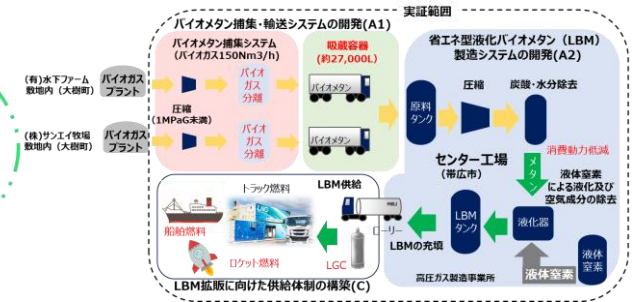 実証範囲
バイオメタン捕集・輸送システムの開発(A1)
バイオメタン捕集システム
(バイオガス150Nm3/h)
吸蔵容器
(約27,000L)
省エネ型液化バイオメタン（LBM）
製造システムの開発(A2)
(有)水下ファーム
敷地内（大樹町）
バイオガス
プラント
圧縮
(1MPaG未満)
バイオ
ガス
分離
バイオメタン
(株)サンエイ牧場
敷地内（大樹町）
バイオガス
プラント
バイオ
ガス
分離
バイオメタン
原料
タンク
圧縮
炭酸・水分除去
消費動力低減
メタン
センター工場
(帯広市)
液体窒素
による液化及び
空気成分の除去
LBM供給
トラック燃料
船舶燃料
ロケット燃料
ローリー
LGC
LBMの充填
LBM
タンク
液化器
液体
窒素
液体窒素
高圧ガス製造事業所
LBM拡販に向けた供給体制の構築(C)